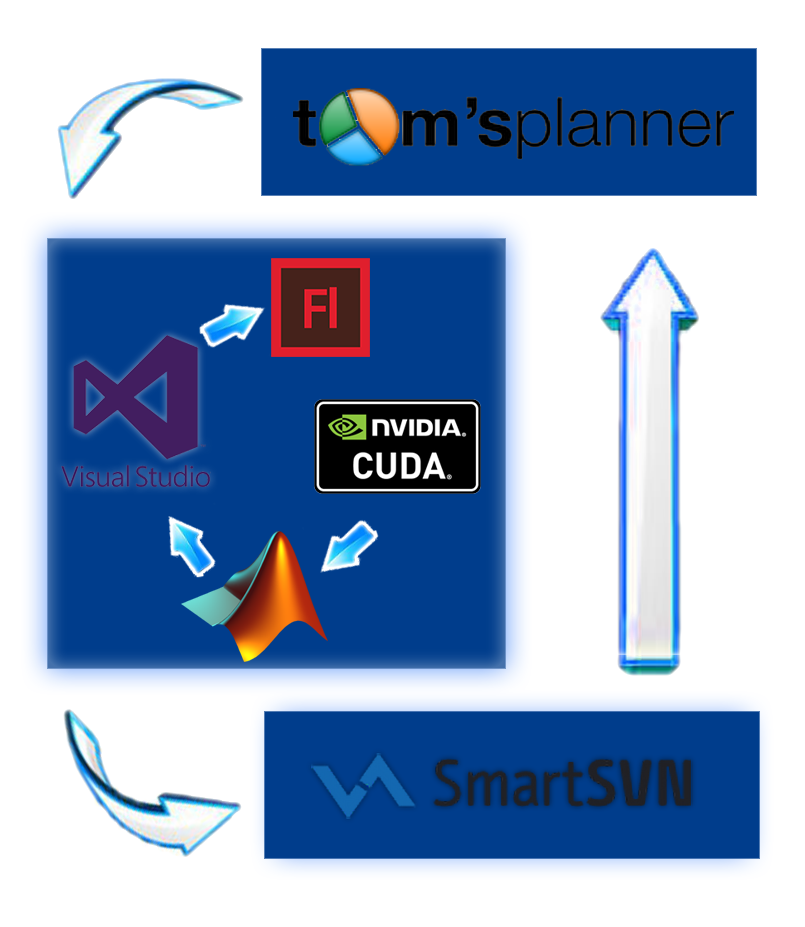 tom'splanner
Fl
NVIDIA.
CUDA.
Visual Studio
SmartSVN